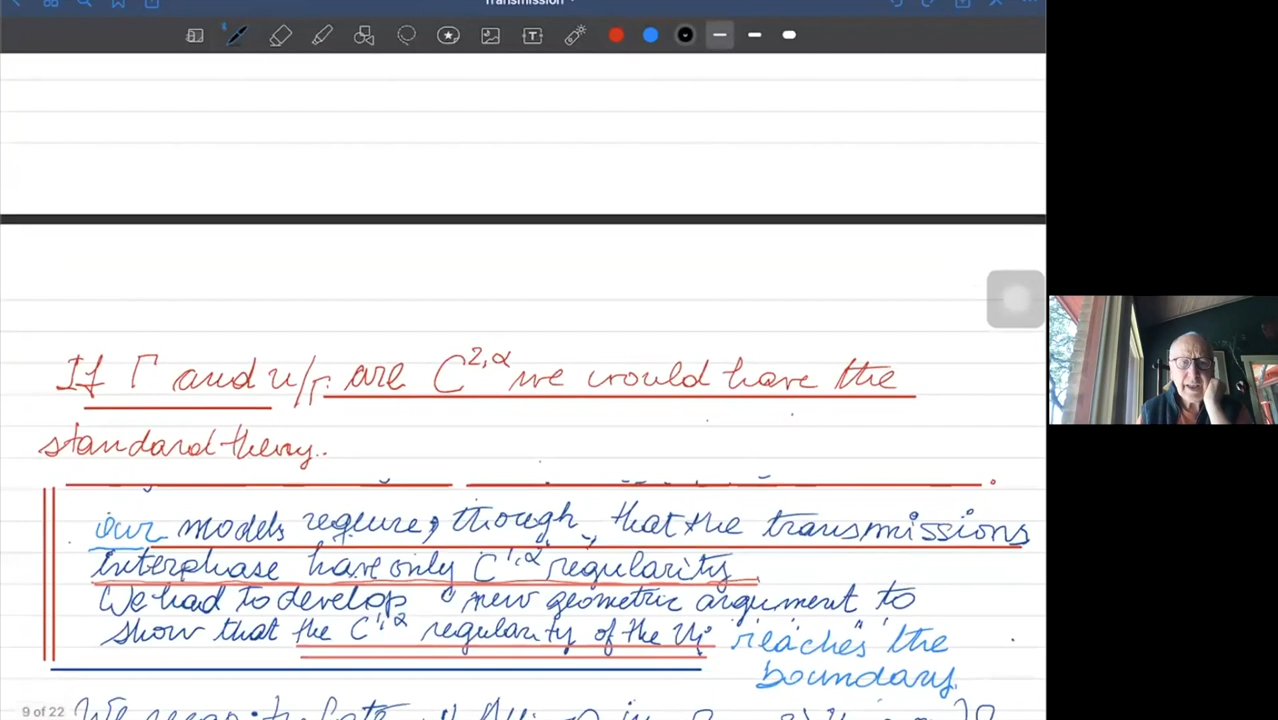 Transmission
If Γ and u/Γ are C^{2,α} we would have the
standard theory.
our models require, though, that the transmissions
interphase have only C^{1,α} regularity
We had to develop a new geometric argument to
show that the C^{1,α} regularity of the u_i "reaches" the
boundary.
9 of 22
We in